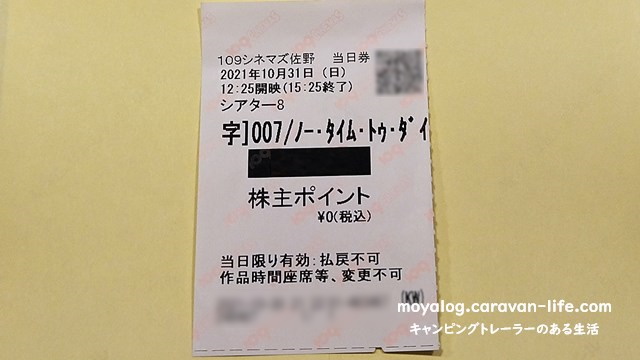 109シネマズ佐野 当日券
2021年10月31日（日）
12:25開映(15:25終了)
シアター8
字]007/ノー・タイム・トゥ・ダイ
株主ポイント
¥0(税込)
当日限り有効:払戻不可
作品時間座席等、変更不可
(KW)
moyalog.caravan-life.com
キャンピングトレーラーのある生活